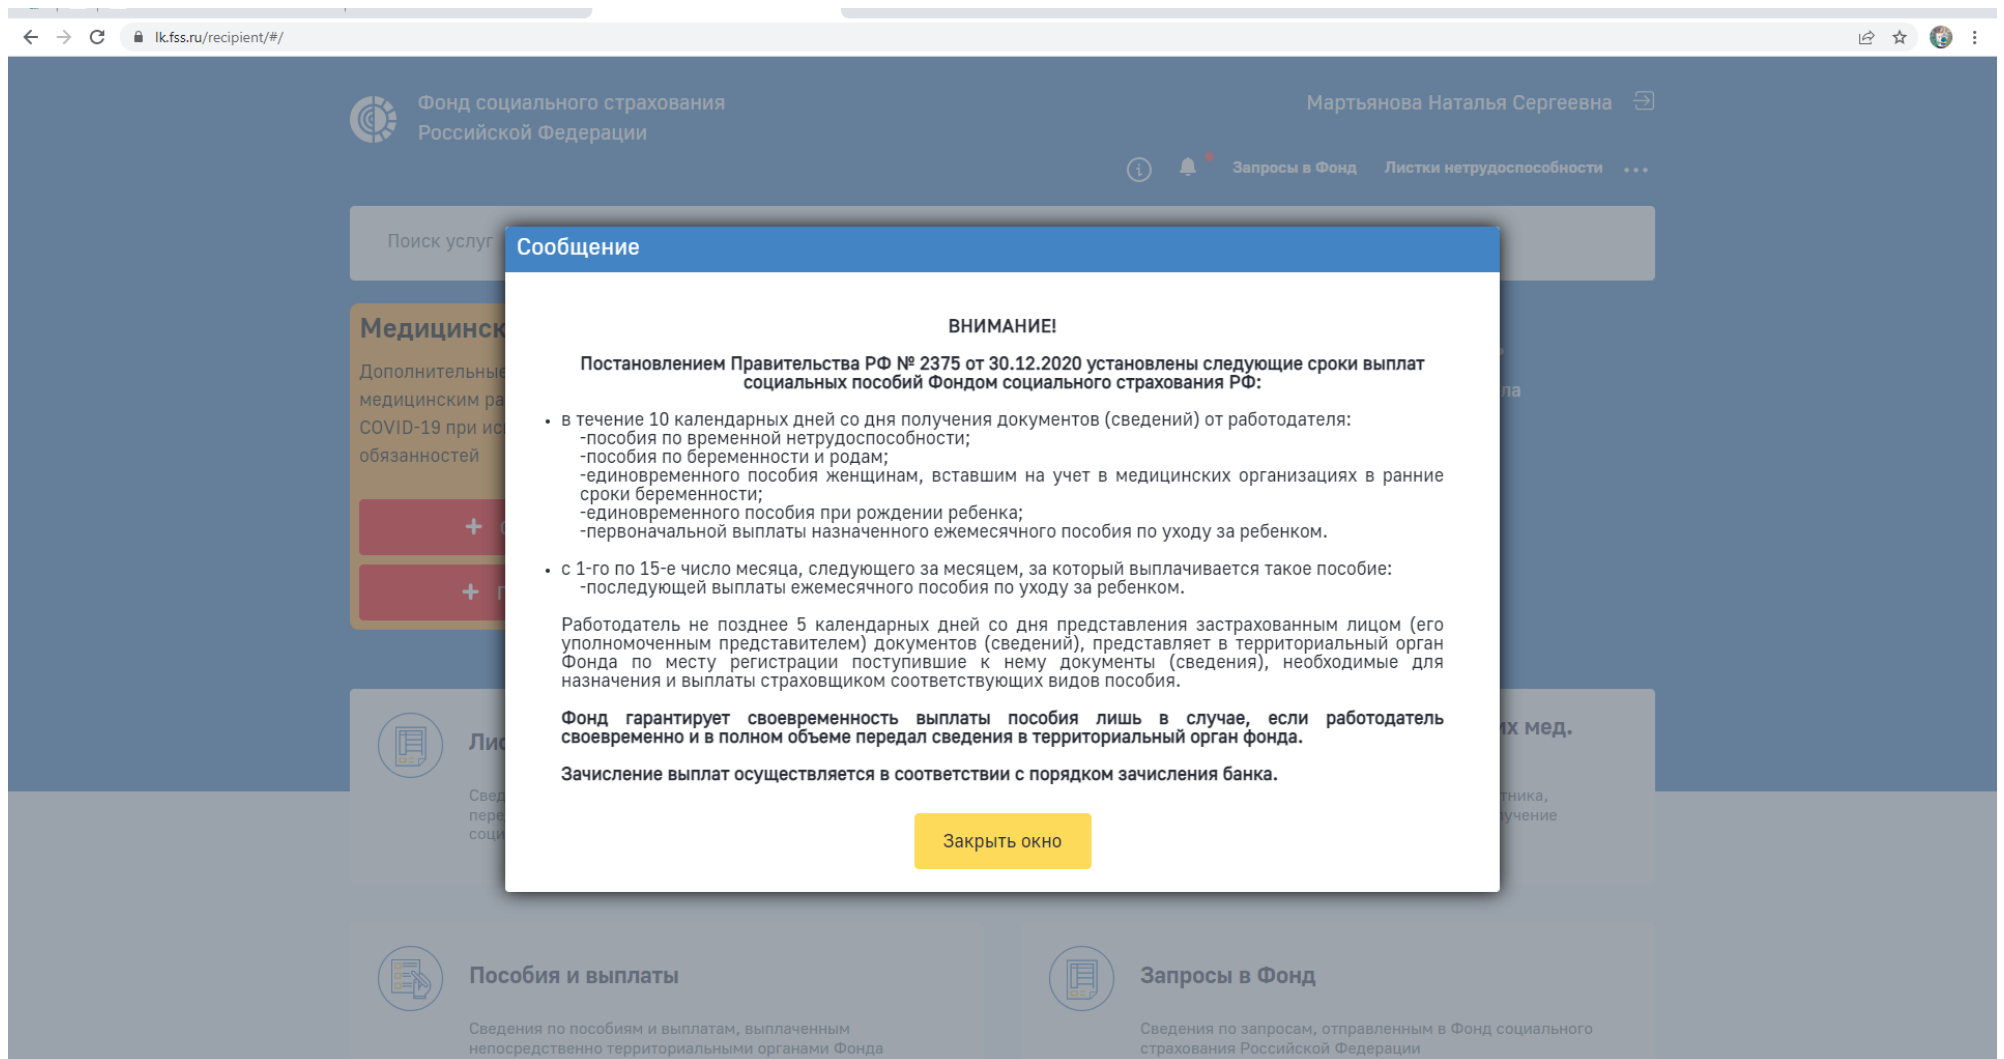 lk.fss.ru/recipient/#/
Фонд социального страхования
Российской Федерации
Мартьянова Наталья Сергеевна
Запросы в Фонд Листки нетрудоспособности
Поиск услуг
Сообщение
ВНИМАНИЕ!
Постановлением Правительства РФ № 2375 от 30.12.2020 установлены следующие сроки выплат
социальных пособий Фондом социального страхования РФ:
• в течение 10 календарных дней со дня получения документов (сведений) от работодателя:
-пособия по временной нетрудоспособности;
-пособия по беременности и родам;
-единовременного пособия женщинам, вставшим на учет в медицинских организациях в ранние
сроки беременности;
-единовременного пособия при рождении ребенка;
-первоначальной выплаты назначенного ежемесячного пособия по уходу за ребенком.
• с 1-го по 15-е число месяца, следующего за месяцем, за который выплачивается такое пособие:
-последующей выплаты ежемесячного пособия по уходу за ребенком.
Работодатель не позднее 5 календарных дней со дня представления застрахованным лицом (его
уполномоченным представителем) документов (сведений), представляет в территориальный орган
Фонда по месту регистрации поступившие к нему документы (сведения), необходимые для
назначения и выплаты страховщиком соответствующих видов пособия.
Фонд гарантирует своевременность выплаты пособия лишь в случае, если работодатель
своевременно и в полном объеме передал сведения в территориальный орган фонда.
Зачисление выплат осуществляется в соответствии с порядком зачисления банка.
Закрыть окно
Медицинск
Дополнительные
медицинским ра
COVID-19 при ис
обязанностей
ла
Лис
Свед
пере
соци
их мед.
тника,
лучение
Пособия и выплаты
Сведения по пособиям и выплатам, выплаченным
непосредственно территориальными органами Фонда
Запросы в Фонд
Сведения по запросам, отправленным в Фонд социального
страхования Российской Федерации